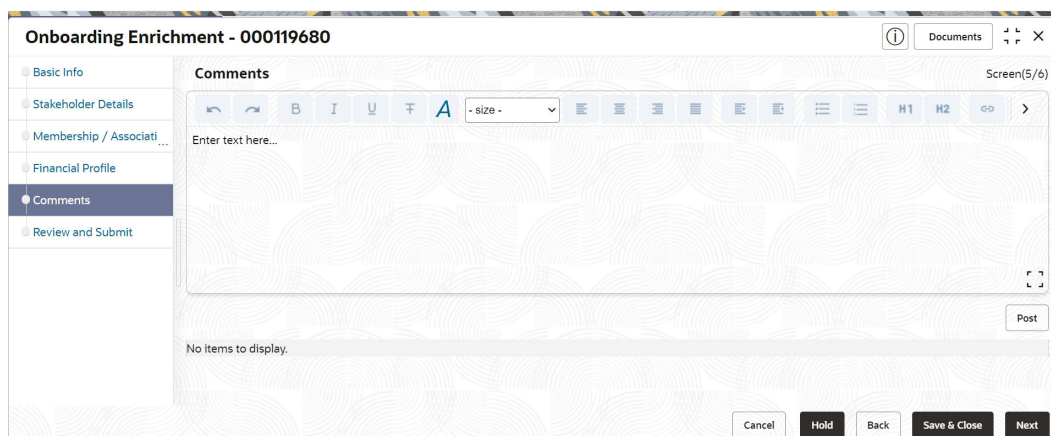 Onboarding Enrichment - 000119680
Documents
Basic Info
Stakeholder Details
Membership / Associati...
Financial Profile
Comments
Review and Submit
Comments
Screen(5/6)
B I U T A - size - H1 H2
Enter text here...
Post
No items to display.
Cancel Hold Back Save & Close Next